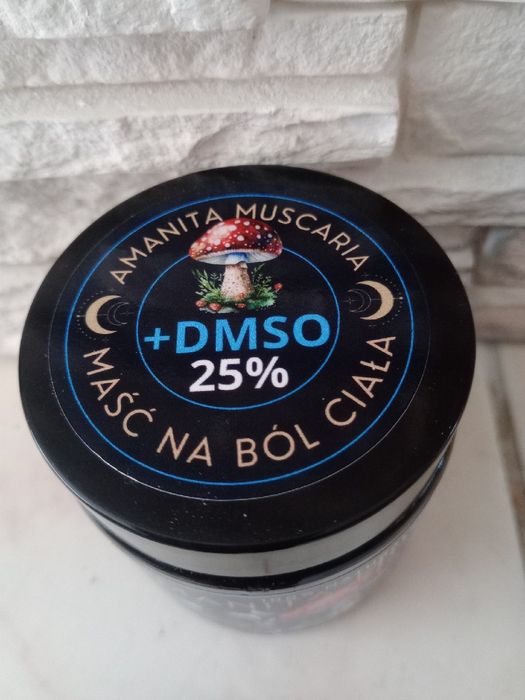 AMANITA MUSCARIA
+DMSO
25%
MAŚĆ NA BÓL CIAŁA